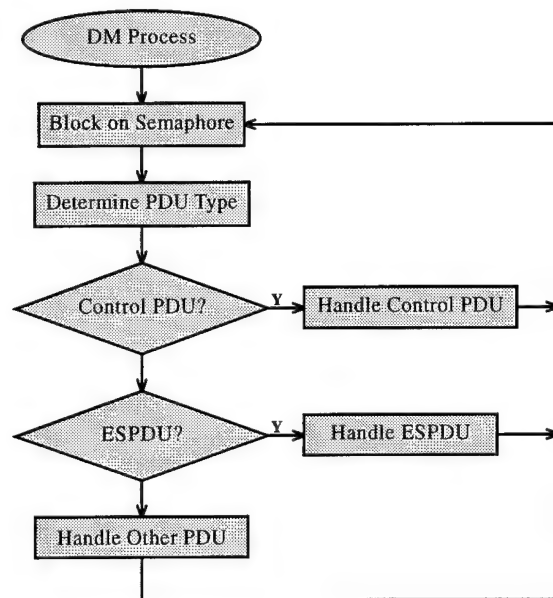 DM Process
Block on Semaphore
Determine PDU Type
Control PDU?
Y
Handle Control PDU
ESPDU?
Y
Handle ESPDU
Handle Other PDU